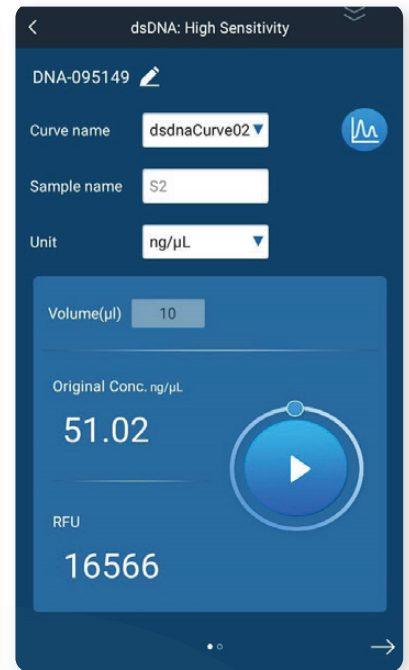 dsDNA: High Sensitivity
DNA-095149
Curve name dsdnaCurve02
Sample name S2
Unit ng/µL
Volume(µl) 10
Original Conc. ng/µL
51.02
RFU
16566